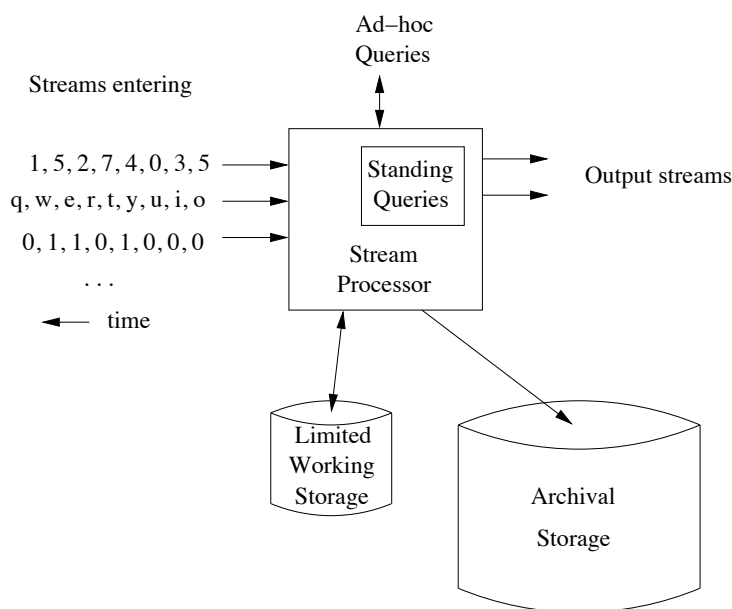 Ad–hoc
Queries
Streams entering
1, 5, 2, 7, 4, 0, 3, 5
q, w, e, r, t, y, u, i, o
0, 1, 1, 0, 1, 0, 0, 0
. . .
time
Standing
Queries
Stream
Processor
Output streams
Limited
Working
Storage
Archival
Storage